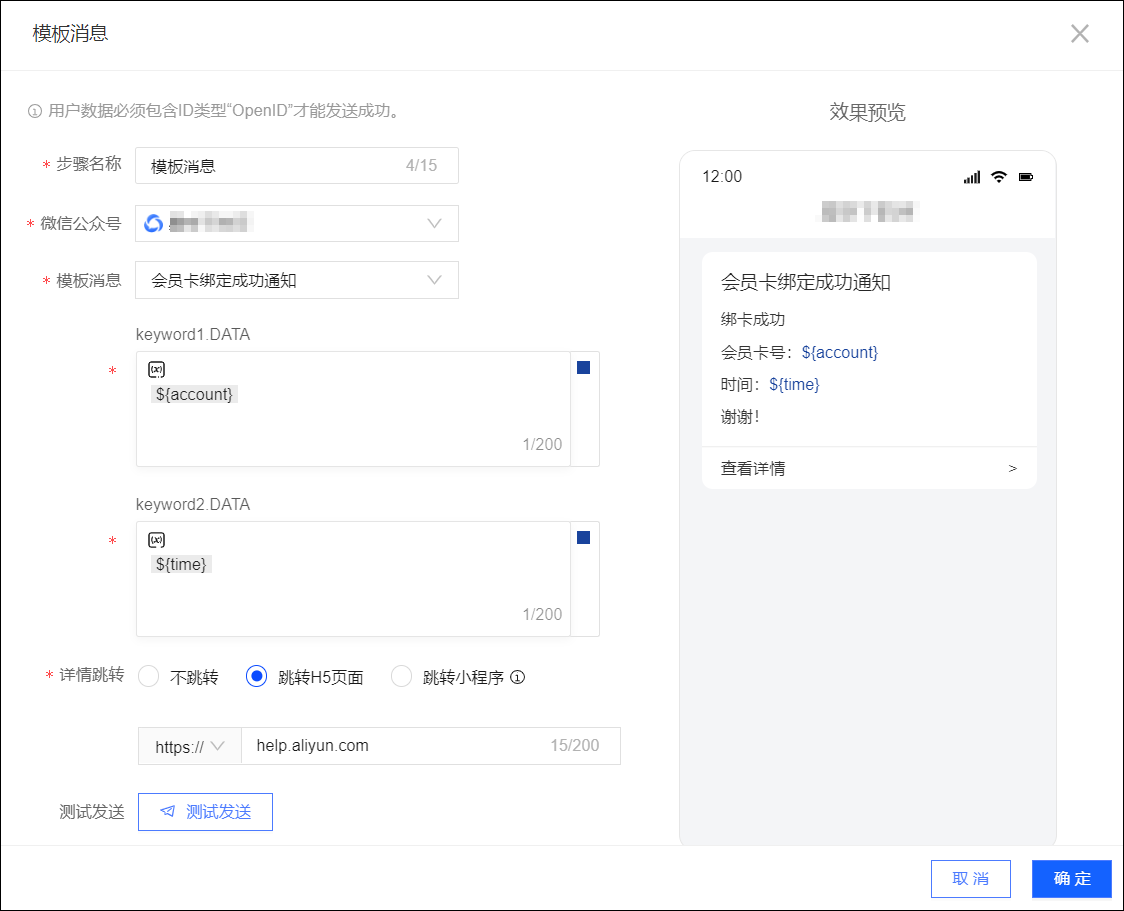 模板消息
用户数据必须包含ID类型“OpenID”才能发送成功。
* 步骤名称 模板消息 4/15
* 微信公众号
* 模板消息 会员卡绑定成功通知
keyword1.DATA
*
(x)
${account}
1/200
keyword2.DATA
*
(x)
${time}
1/200
* 详情跳转 不跳转 跳转H5页面 跳转小程序
https:// help.aliyun.com 15/200
测试发送 测试发送
效果预览
12:00
会员卡绑定成功通知
绑卡成功
会员卡号：${account}
时间：${time}
谢谢！
查看详情 >
取消 确定